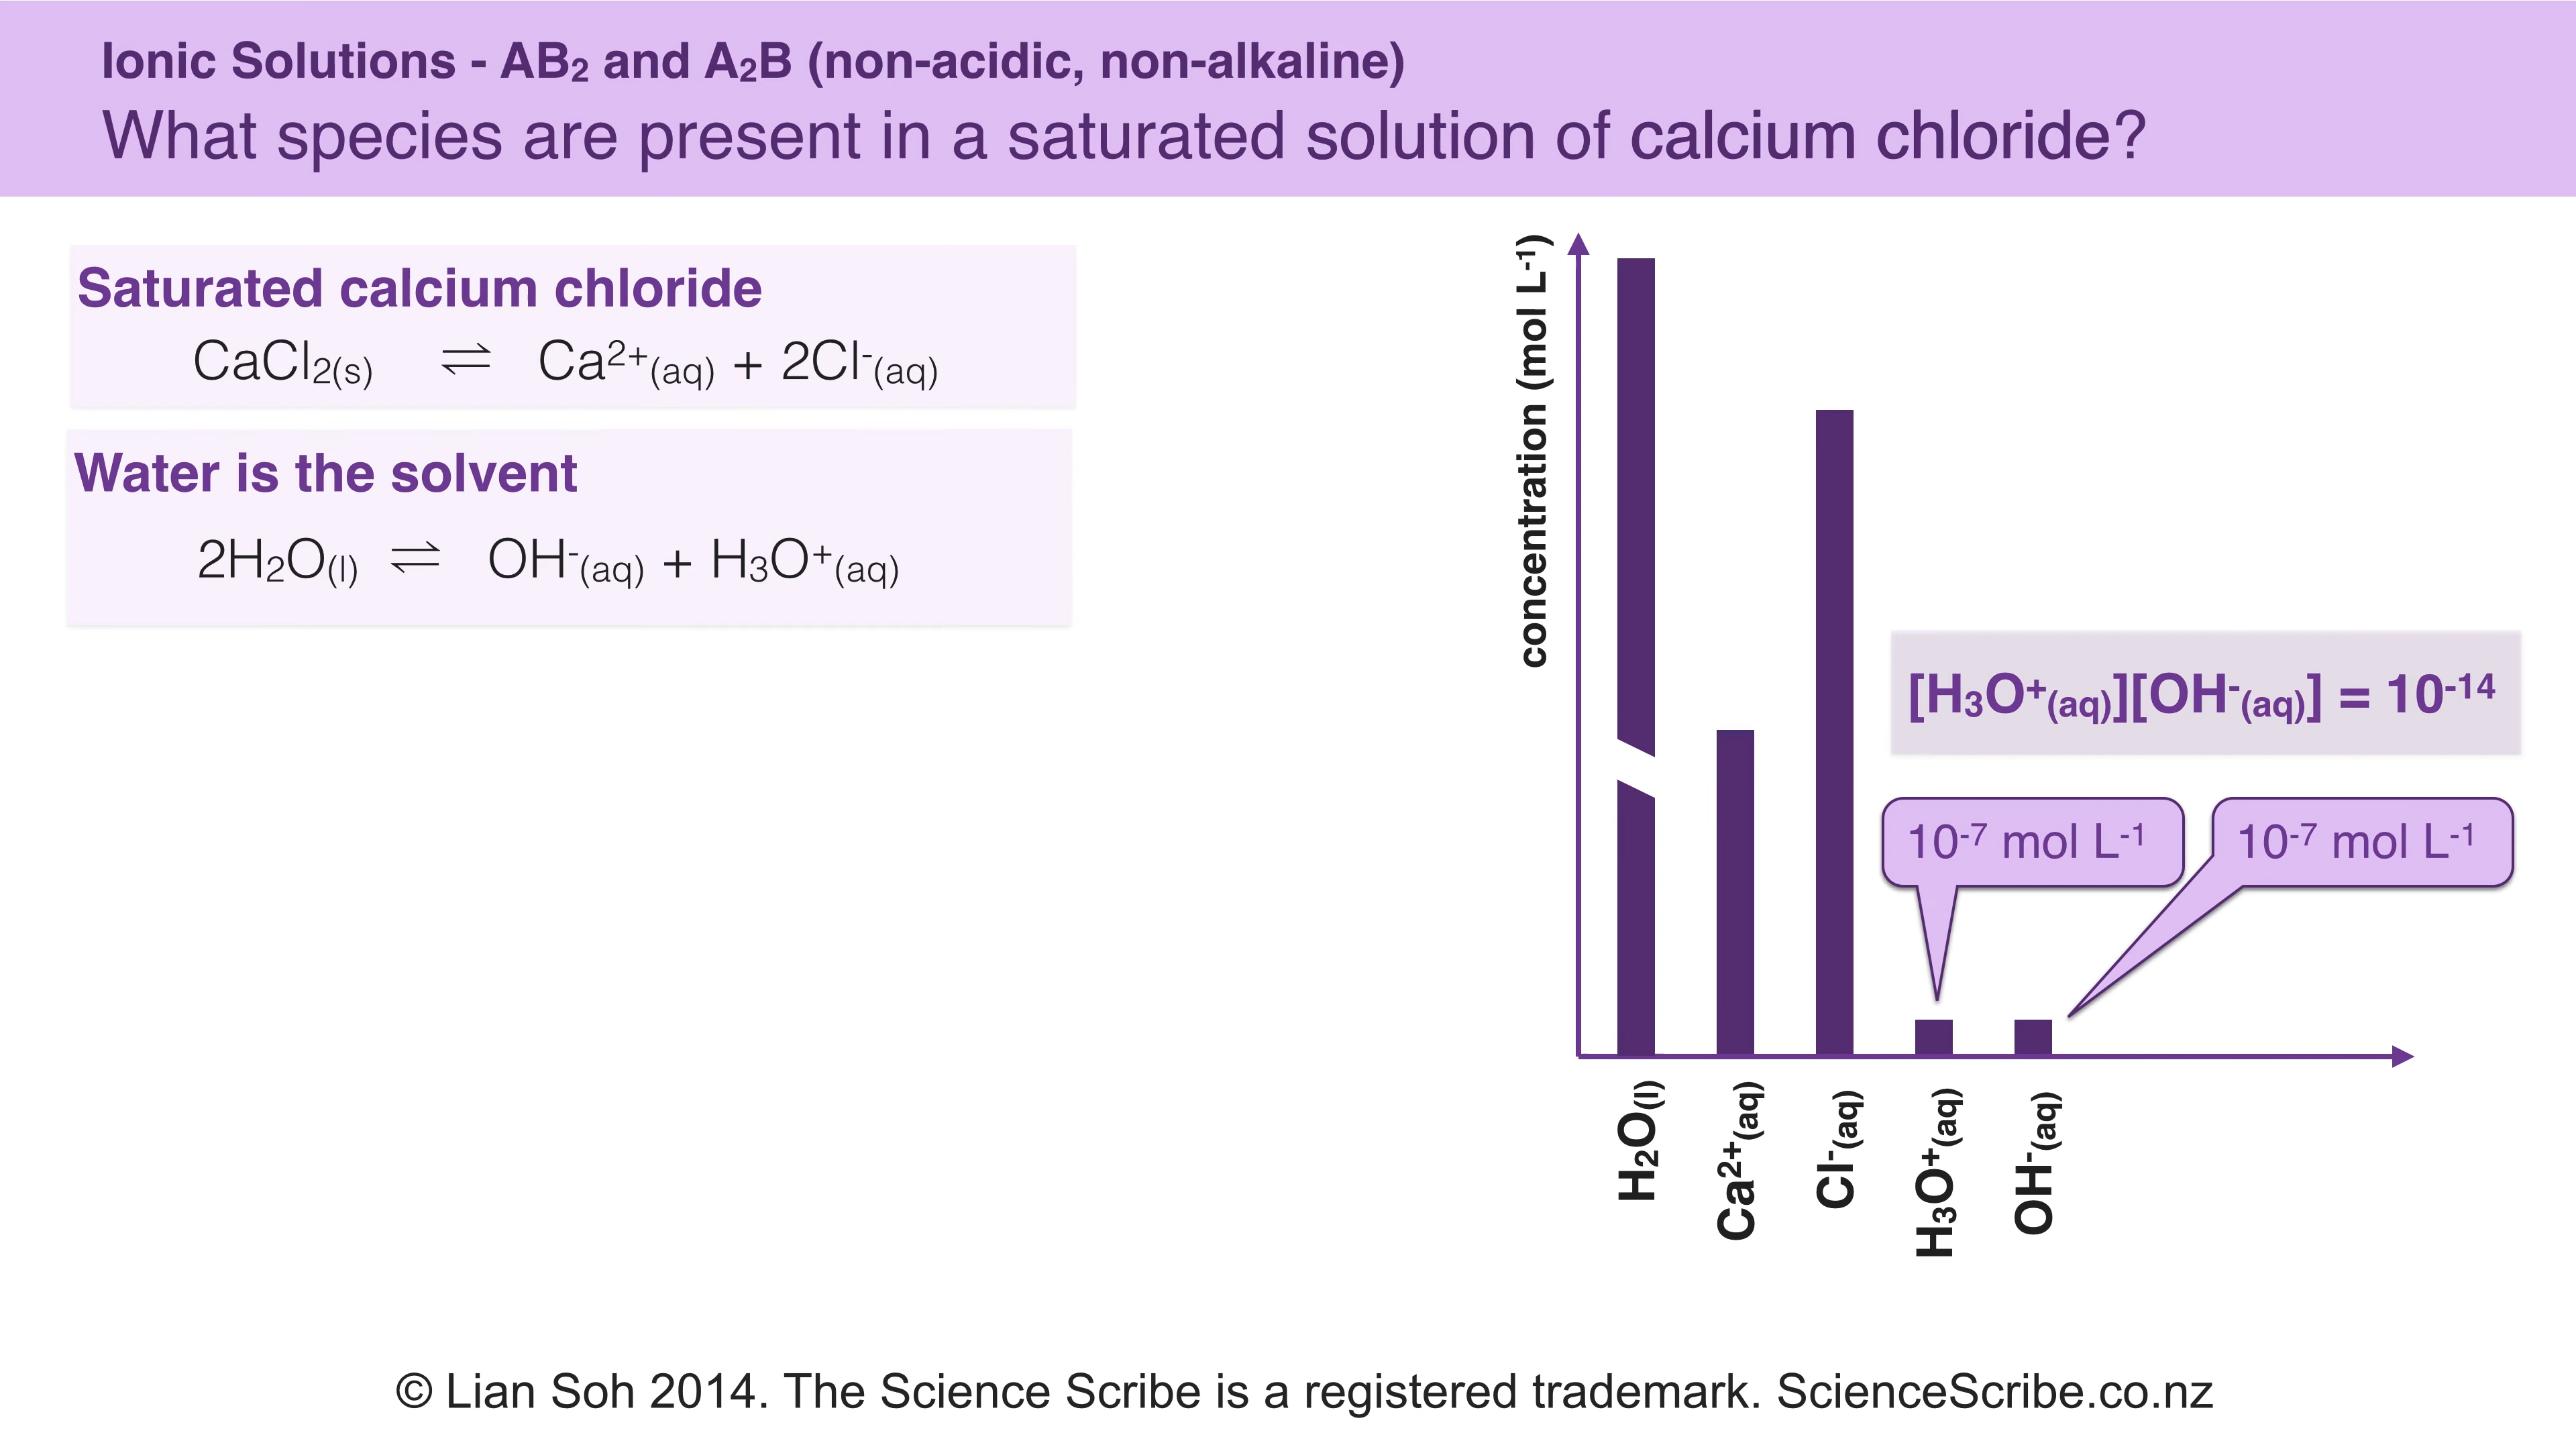 Ionic Solutions - AB₂ and A₂B (non-acidic, non-alkaline)
What species are present in a saturated solution of calcium chloride?
Saturated calcium chloride
CaCl₂(s) ⇌ Ca²⁺(aq) + 2Cl⁻(aq)
Water is the solvent
2H₂O(l) ⇌ OH⁻(aq) + H₃O⁺(aq)
concentration (mol L⁻¹)
[H₃O⁺(aq)][OH⁻(aq)] = 10⁻¹⁴
10⁻⁷ mol L⁻¹
10⁻⁷ mol L⁻¹
H₂O(l)
Ca²⁺(aq)
Cl⁻(aq)
H₃O⁺(aq)
OH⁻(aq)
© Lian Soh 2014. The Science Scribe is a registered trademark. ScienceScribe.co.nz